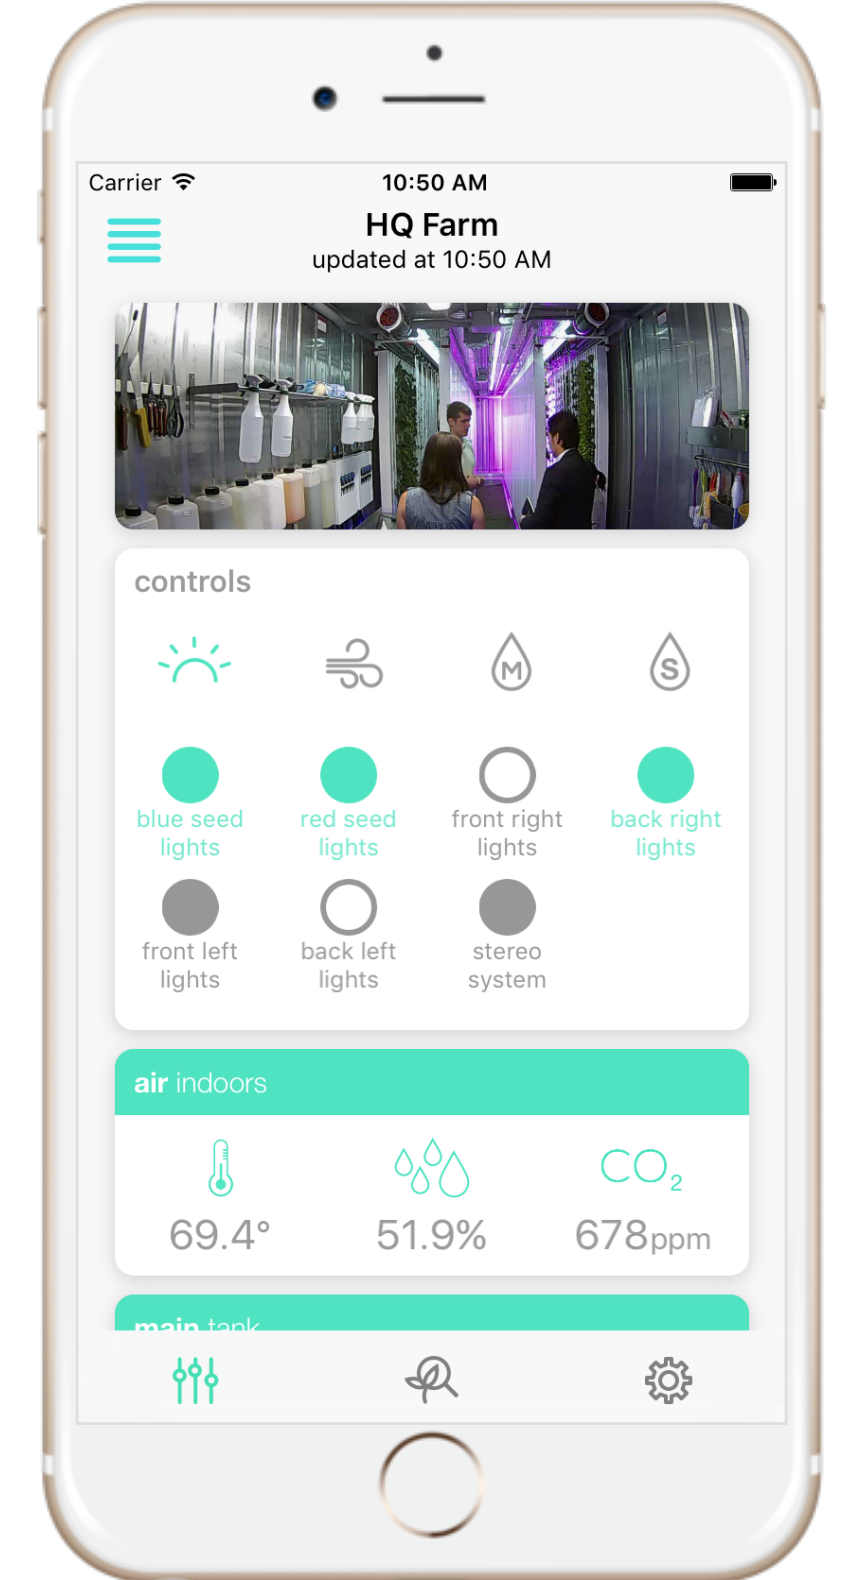 Carrier 10:50 AM
HQ Farm
updated at 10:50 AM
controls
M S
blue seed lights
red seed lights
front right lights
back right lights
front left lights
back left lights
stereo system
air indoors
CO2
69.4° 51.9% 678ppm
main tank